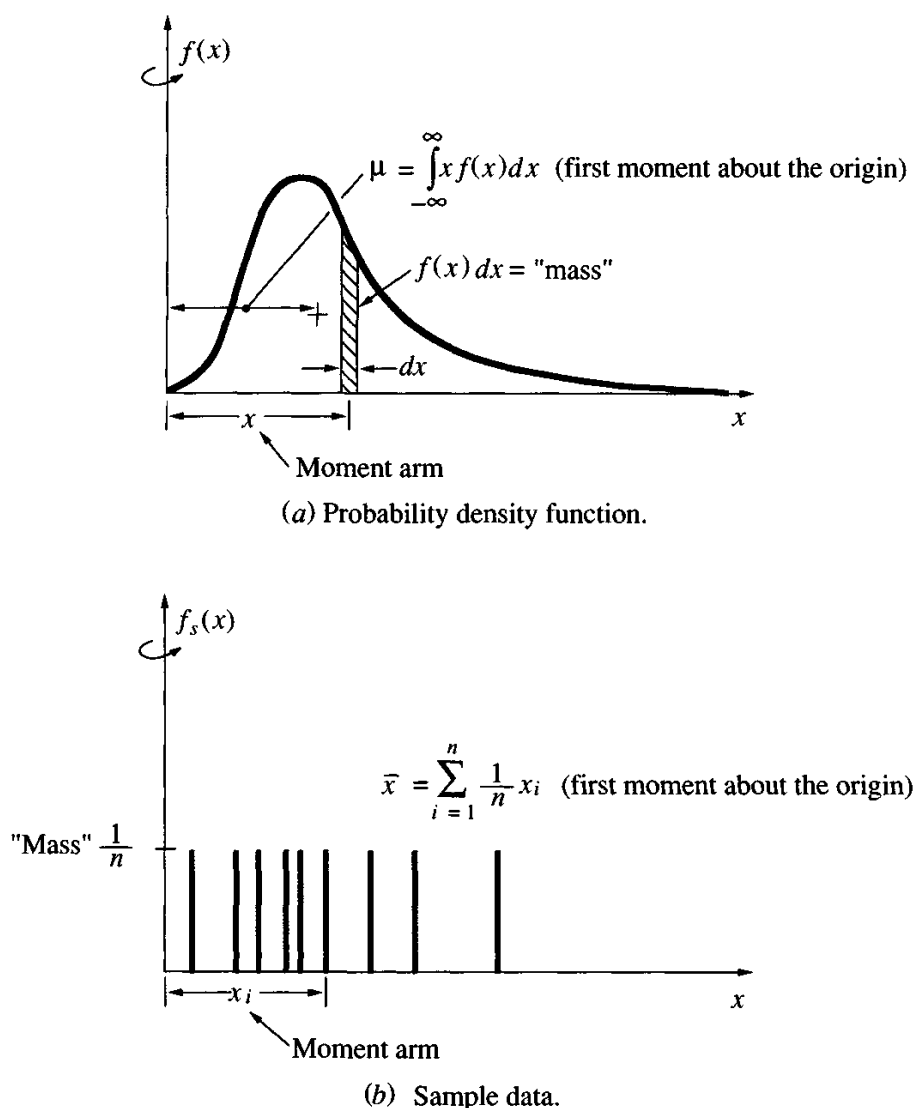 f(x)
μ = ∫_{-∞}^{∞} x f(x) dx (first moment about the origin)
f(x) dx = "mass"
dx
x
x
Moment arm
(a) Probability density function.
f_s(x)
x̄ = ∑_{i = 1}^{n} 1/n x_i (first moment about the origin)
"Mass" 1/n
x_i
x
Moment arm
(b) Sample data.